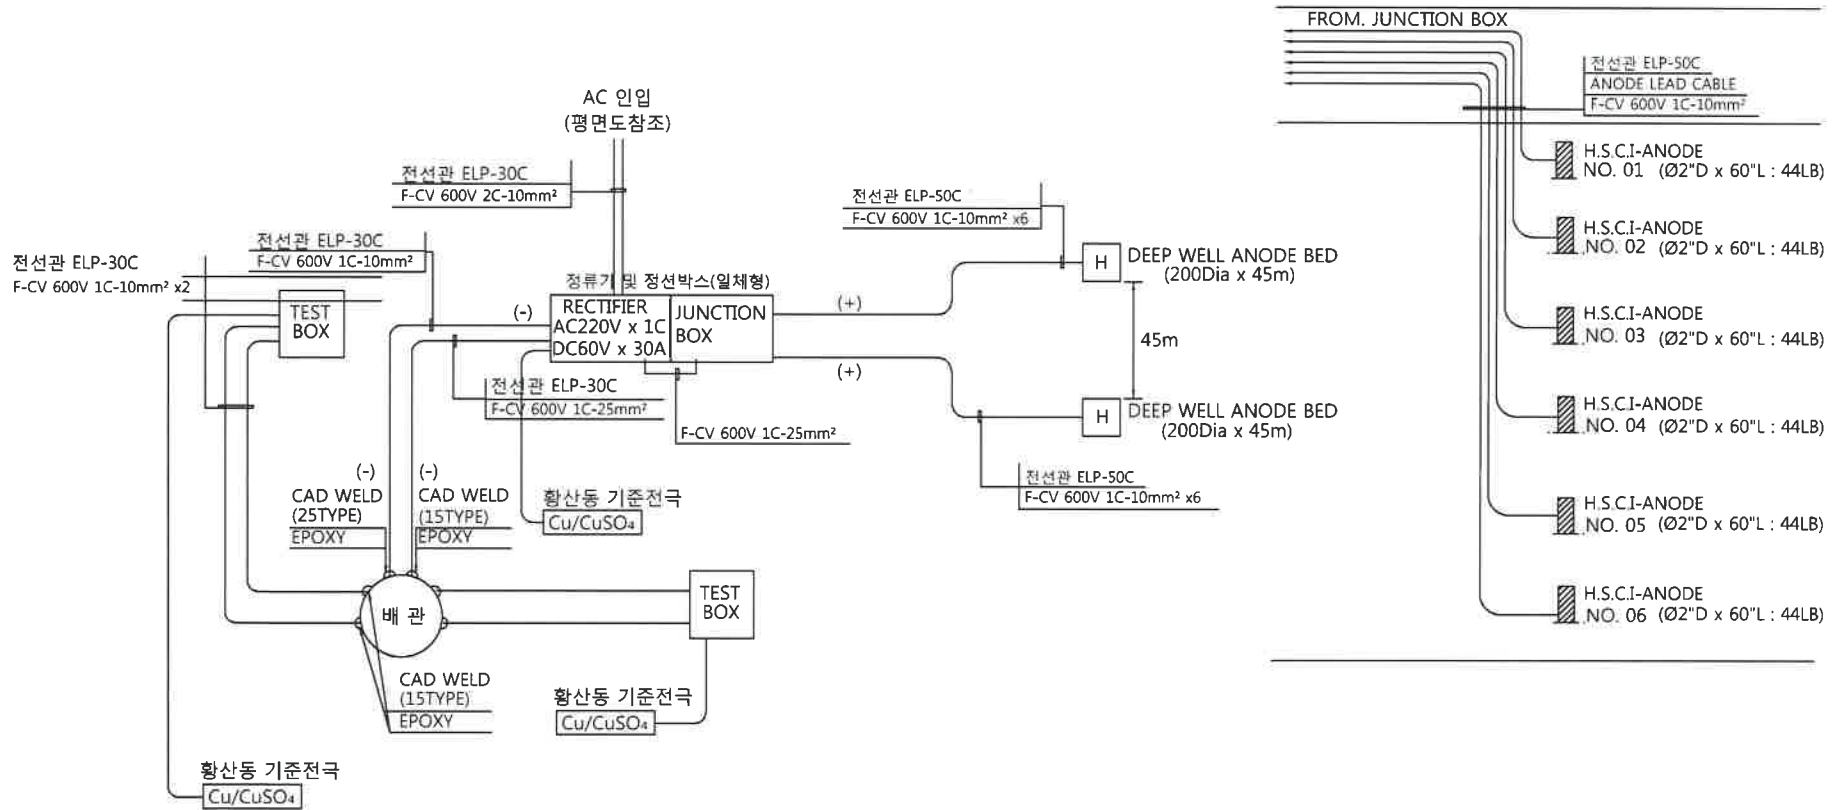 FROM. JUNCTION BOX
전선관 ELP-50C
ANODE LEAD CABLE
F-CV 600V 1C-10mm²
AC 인입
(평면도참조)
전선관 ELP-30C
F-CV 600V 2C-10mm²
전선관 ELP-50C
F-CV 600V 1C-10mm² x6
전선관 ELP-30C
F-CV 600V 1C-10mm²
전선관 ELP-30C
F-CV 600V 1C-10mm² x2
TEST
BOX
정류기 및 정션박스(일체형)
(-)
RECTIFIER
AC220V x 1C
DC60V x 30A
JUNCTION
BOX
(+)
(+)
H
DEEP WELL ANODE BED
(200Dia x 45m)
45m
H
DEEP WELL ANODE BED
(200Dia x 45m)
전선관 ELP-30C
F-CV 600V 1C-25mm²
F-CV 600V 1C-25mm²
전선관 ELP-50C
F-CV 600V 1C-10mm² x6
(-)
(-)
CAD WELD
(25TYPE)
EPOXY
CAD WELD
(15TYPE)
EPOXY
황산동 기준전극
Cu/CuSO₄
배 관
TEST
BOX
CAD WELD
(15TYPE)
EPOXY
황산동 기준전극
Cu/CuSO₄
황산동 기준전극
Cu/CuSO₄
H.S.C.I-ANODE
NO. 01 (Ø2"D x 60"L : 44LB)
H.S.C.I-ANODE
NO. 02 (Ø2"D x 60"L : 44LB)
H.S.C.I-ANODE
NO. 03 (Ø2"D x 60"L : 44LB)
H.S.C.I-ANODE
NO. 04 (Ø2"D x 60"L : 44LB)
H.S.C.I-ANODE
NO. 05 (Ø2"D x 60"L : 44LB)
H.S.C.I-ANODE
NO. 06 (Ø2"D x 60"L : 44LB)